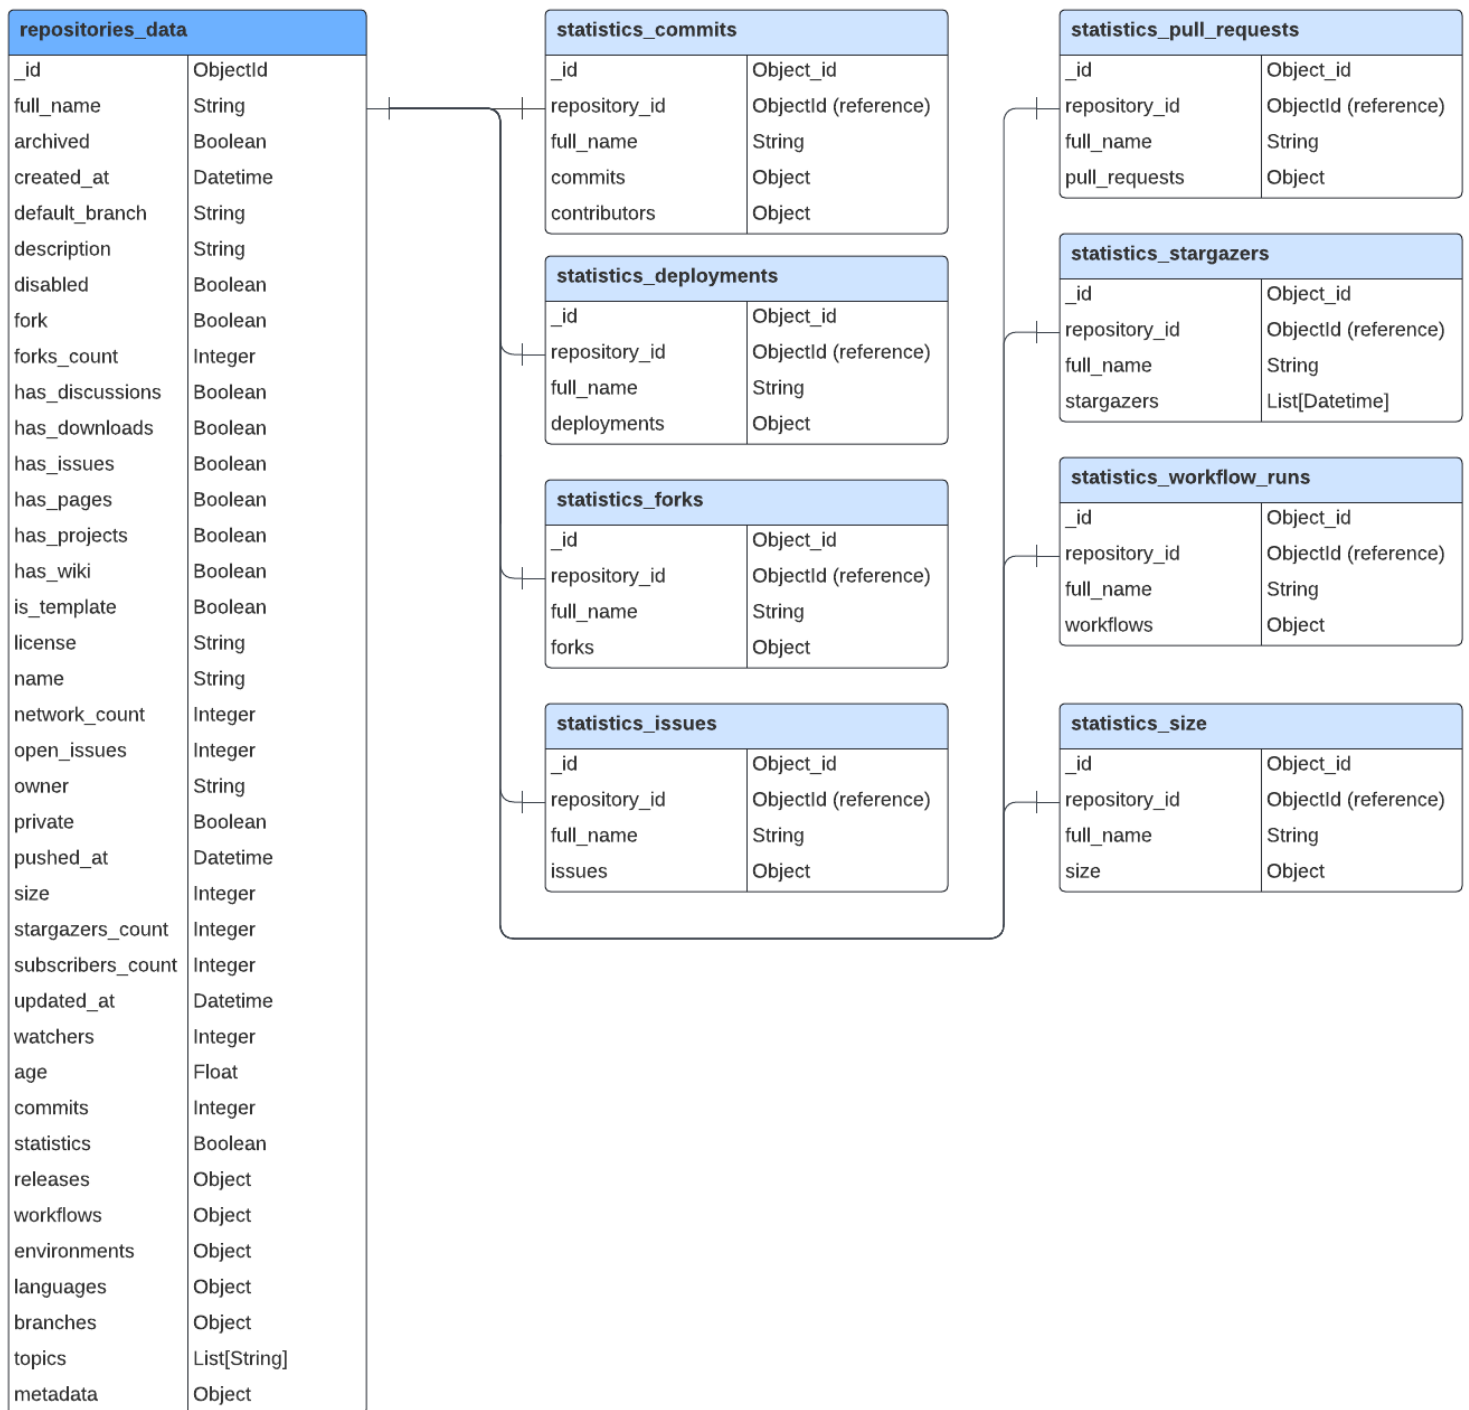 repositories_data
_id ObjectId
full_name String
archived Boolean
created_at Datetime
default_branch String
description String
disabled Boolean
fork Boolean
forks_count Integer
has_discussions Boolean
has_downloads Boolean
has_issues Boolean
has_pages Boolean
has_projects Boolean
has_wiki Boolean
is_template Boolean
license String
name String
network_count Integer
open_issues Integer
owner String
private Boolean
pushed_at Datetime
size Integer
stargazers_count Integer
subscribers_count Integer
updated_at Datetime
watchers Integer
age Float
commits Integer
statistics Boolean
releases Object
workflows Object
environments Object
languages Object
branches Object
topics List[String]
metadata Object
statistics_commits
_id Object_id
repository_id ObjectId (reference)
full_name String
commits Object
contributors Object
statistics_deployments
_id Object_id
repository_id ObjectId (reference)
full_name String
deployments Object
statistics_forks
_id Object_id
repository_id ObjectId (reference)
full_name String
forks Object
statistics_issues
_id Object_id
repository_id ObjectId (reference)
full_name String
issues Object
statistics_pull_requests
_id Object_id
repository_id ObjectId (reference)
full_name String
pull_requests Object
statistics_stargazers
_id Object_id
repository_id ObjectId (reference)
full_name String
stargazers List[Datetime]
statistics_workflow_runs
_id Object_id
repository_id ObjectId (reference)
full_name String
workflows Object
statistics_size
_id Object_id
repository_id ObjectId (reference)
full_name String
size Object